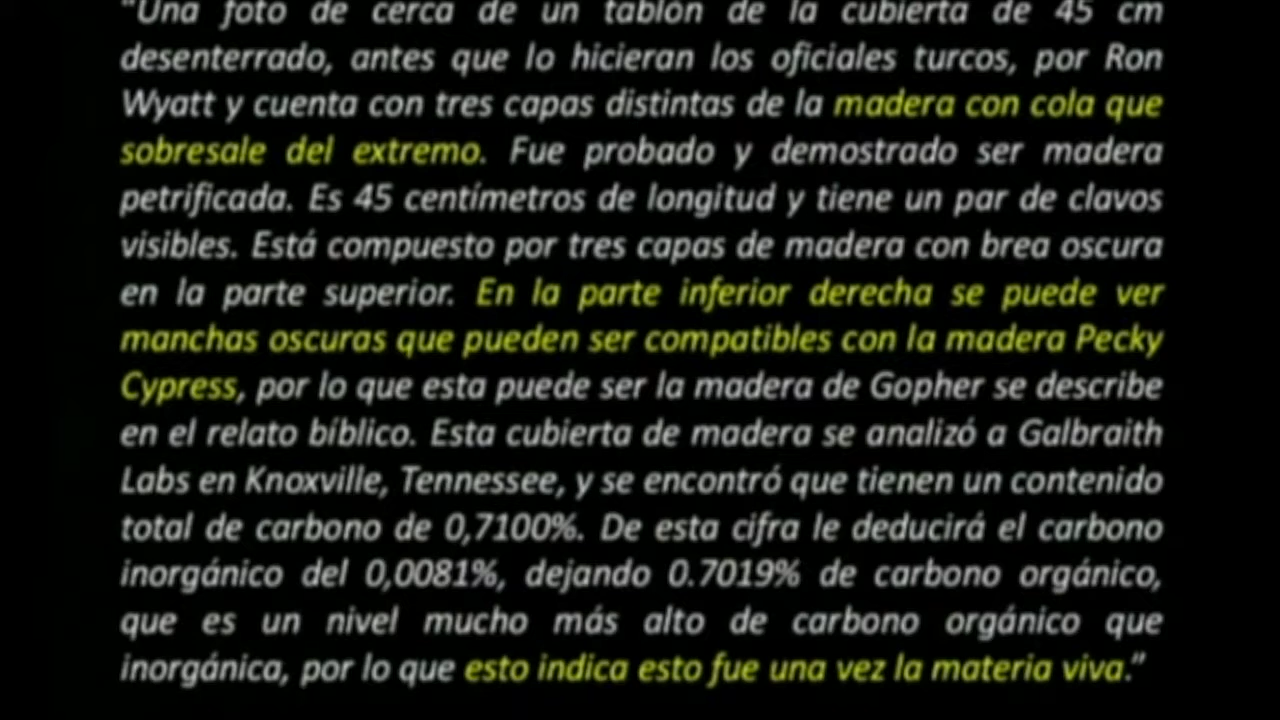 “Una foto de cerca de un tablón de la cubierta de 45 cm
desenterrado, antes que lo hicieran los oficiales turcos, por Ron
Wyatt y cuenta con tres capas distintas de la madera con cola que
sobresale del extremo. Fue probado y demostrado ser madera
petrificada. Es 45 centímetros de longitud y tiene un par de clavos
visibles. Está compuesto por tres capas de madera con brea oscura
en la parte superior. En la parte inferior derecha se puede ver
manchas oscuras que pueden ser compatibles con la madera Pecky
Cypress, por lo que esta puede ser la madera de Gopher se describe
en el relato bíblico. Esta cubierta de madera se analizó a Galbraith
Labs en Knoxville, Tennessee, y se encontró que tienen un contenido
total de carbono de 0,7100%. De esta cifra le deducirá el carbono
inorgánico del 0,0081%, dejando 0.7019% de carbono orgánico,
que es un nivel mucho más alto de carbono orgánico que
inorgánica, por lo que esto indica esto fue una vez la materia viva.”